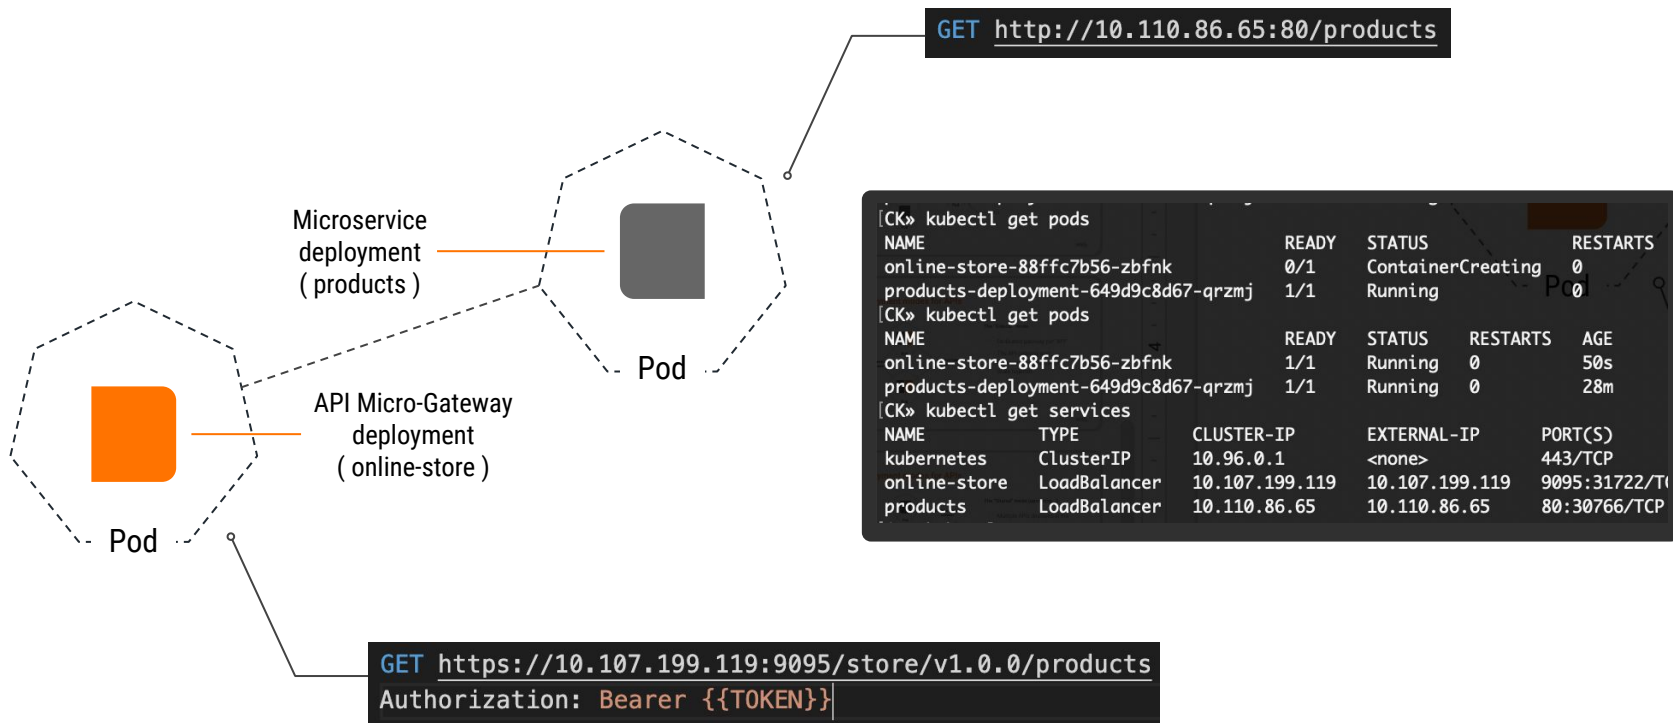 GET http://10.110.86.65:80/products
Microservice
deployment
( products )
Pod
API Micro-Gateway
deployment
( online-store )
Pod
[CK» kubectl get pods
NAME READY STATUS RESTARTS
online-store-88ffc7b56-zbfnk 0/1 ContainerCreating 0
products-deployment-649d9c8d67-qrzmj 1/1 Running 0
Pod
[CK» kubectl get pods
NAME READY STATUS RESTARTS AGE
online-store-88ffc7b56-zbfnk 1/1 Running 0 50s
products-deployment-649d9c8d67-qrzmj 1/1 Running 0 28m
[CK» kubectl get services
NAME TYPE CLUSTER-IP EXTERNAL-IP PORT(S)
kubernetes ClusterIP 10.96.0.1 <none> 443/TCP
online-store LoadBalancer 10.107.199.119 10.107.199.119 9095:31722/T
products LoadBalancer 10.110.86.65 10.110.86.65 80:30766/TCP
GET https://10.107.199.119:9095/store/v1.0.0/products
Authorization: Bearer {{TOKEN}}